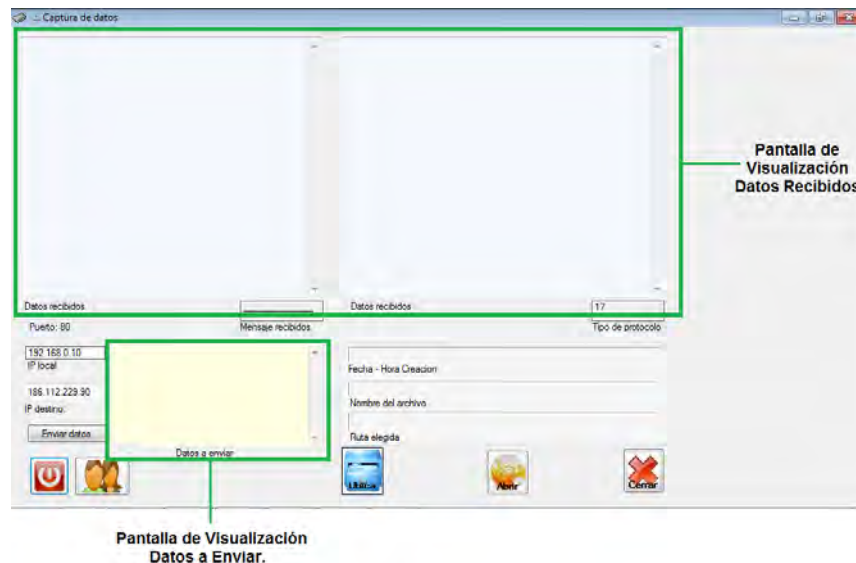 ... Captura de datos
Pantalla de
Visualización
Datos Recibidos
Datos recibidos
Datos recibidos
17
Puerto: 80
Mensaje recibidos
Tipo de protocolo
192.168.0.10
IP local
Fecha - Hora Creacion
186.112.229.90
IP destino:
Nombre del archivo
Enviar datos
Ruta elegida
Datos a enviar
Ubicar
Abrir
Cerrar
Pantalla de Visualización
Datos a Enviar.